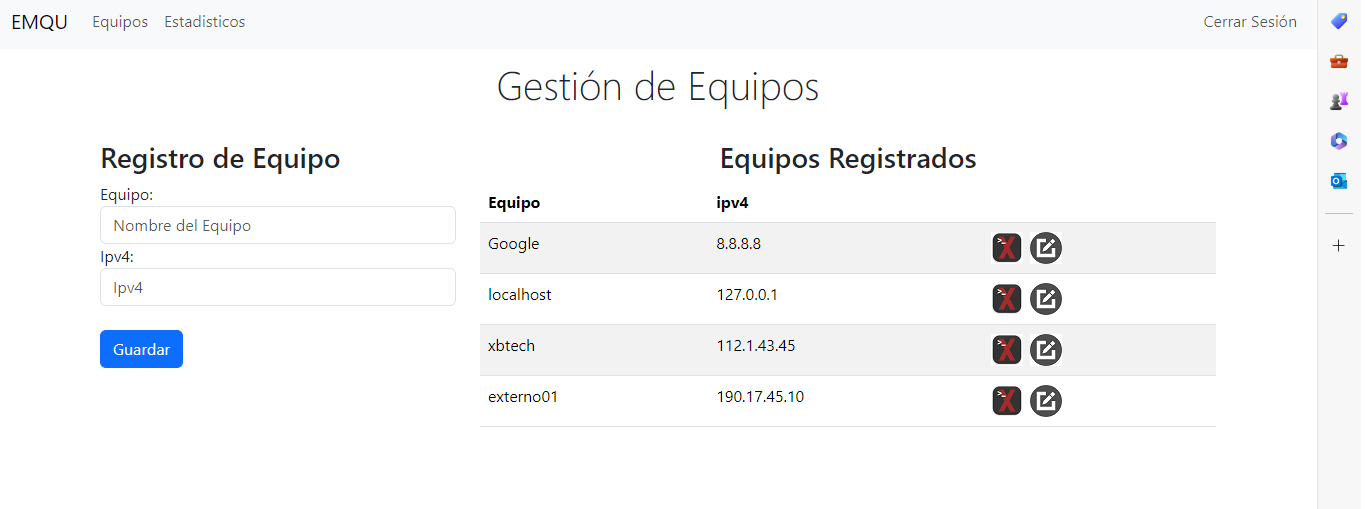 EMQU Equipos Estadisticos Cerrar Sesión
Gestión de Equipos
Registro de Equipo
Equipo:
Nombre del Equipo
Ipv4:
Ipv4
Guardar
Equipos Registrados
Equipo ipv4
Google 8.8.8.8
localhost 127.0.0.1
xbtech 112.1.43.45
externo01 190.17.45.10